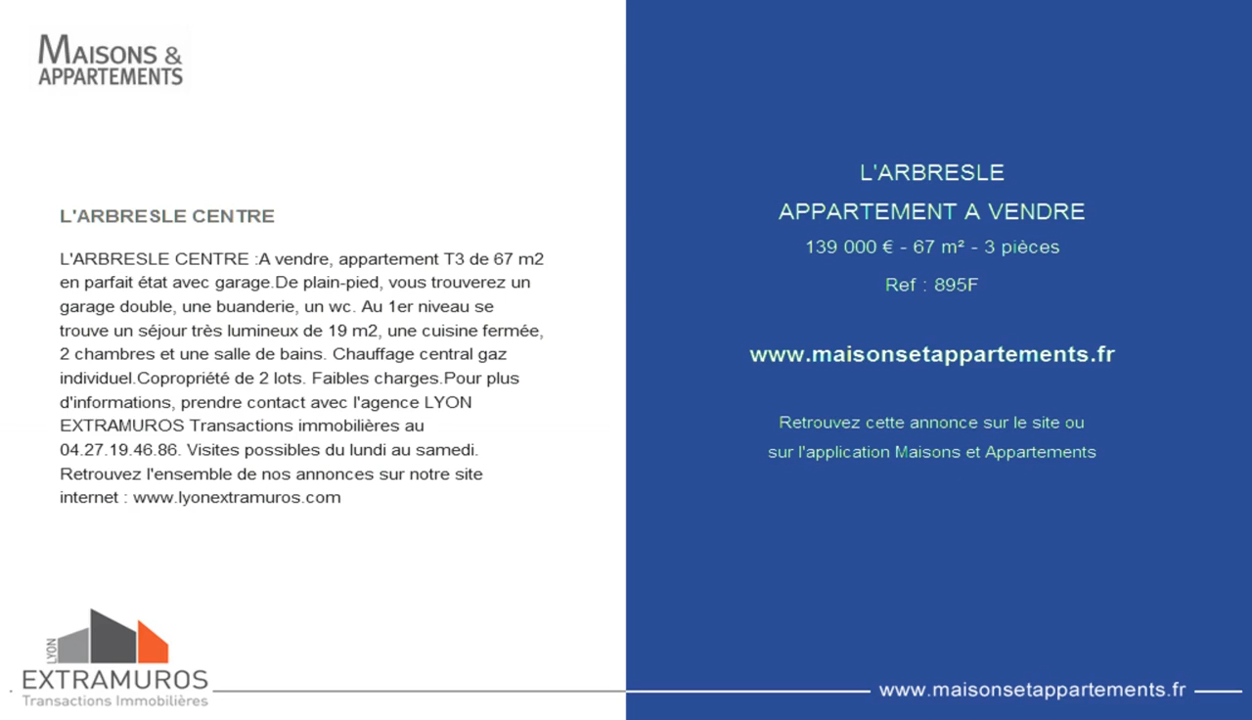 MAISONS &
APPARTEMENTS
L'ARBRESLE CENTRE
L'ARBRESLE CENTRE :A vendre, appartement T3 de 67 m2
en parfait état avec garage.De plain-pied, vous trouverez un
garage double, une buanderie, un wc. Au 1er niveau se
trouve un séjour très lumineux de 19 m2, une cuisine fermée,
2 chambres et une salle de bains. Chauffage central gaz
individuel.Copropriété de 2 lots. Faibles charges.Pour plus
d'informations, prendre contact avec l'agence LYON
EXTRAMUROS Transactions immobilières au
04.27.19.46.86. Visites possibles du lundi au samedi.
Retrouvez l'ensemble de nos annonces sur notre site
internet : www.lyonextramuros.com
LYON
EXTRAMUROS
Transactions Immobilières
L'ARBRESLE
APPARTEMENT A VENDRE
139 000 € - 67 m² - 3 pièces
Ref : 895F
www.maisonsetappartements.fr
Retrouvez cette annonce sur le site ou
sur l'application Maisons et Appartements
www.maisonsetappartements.fr